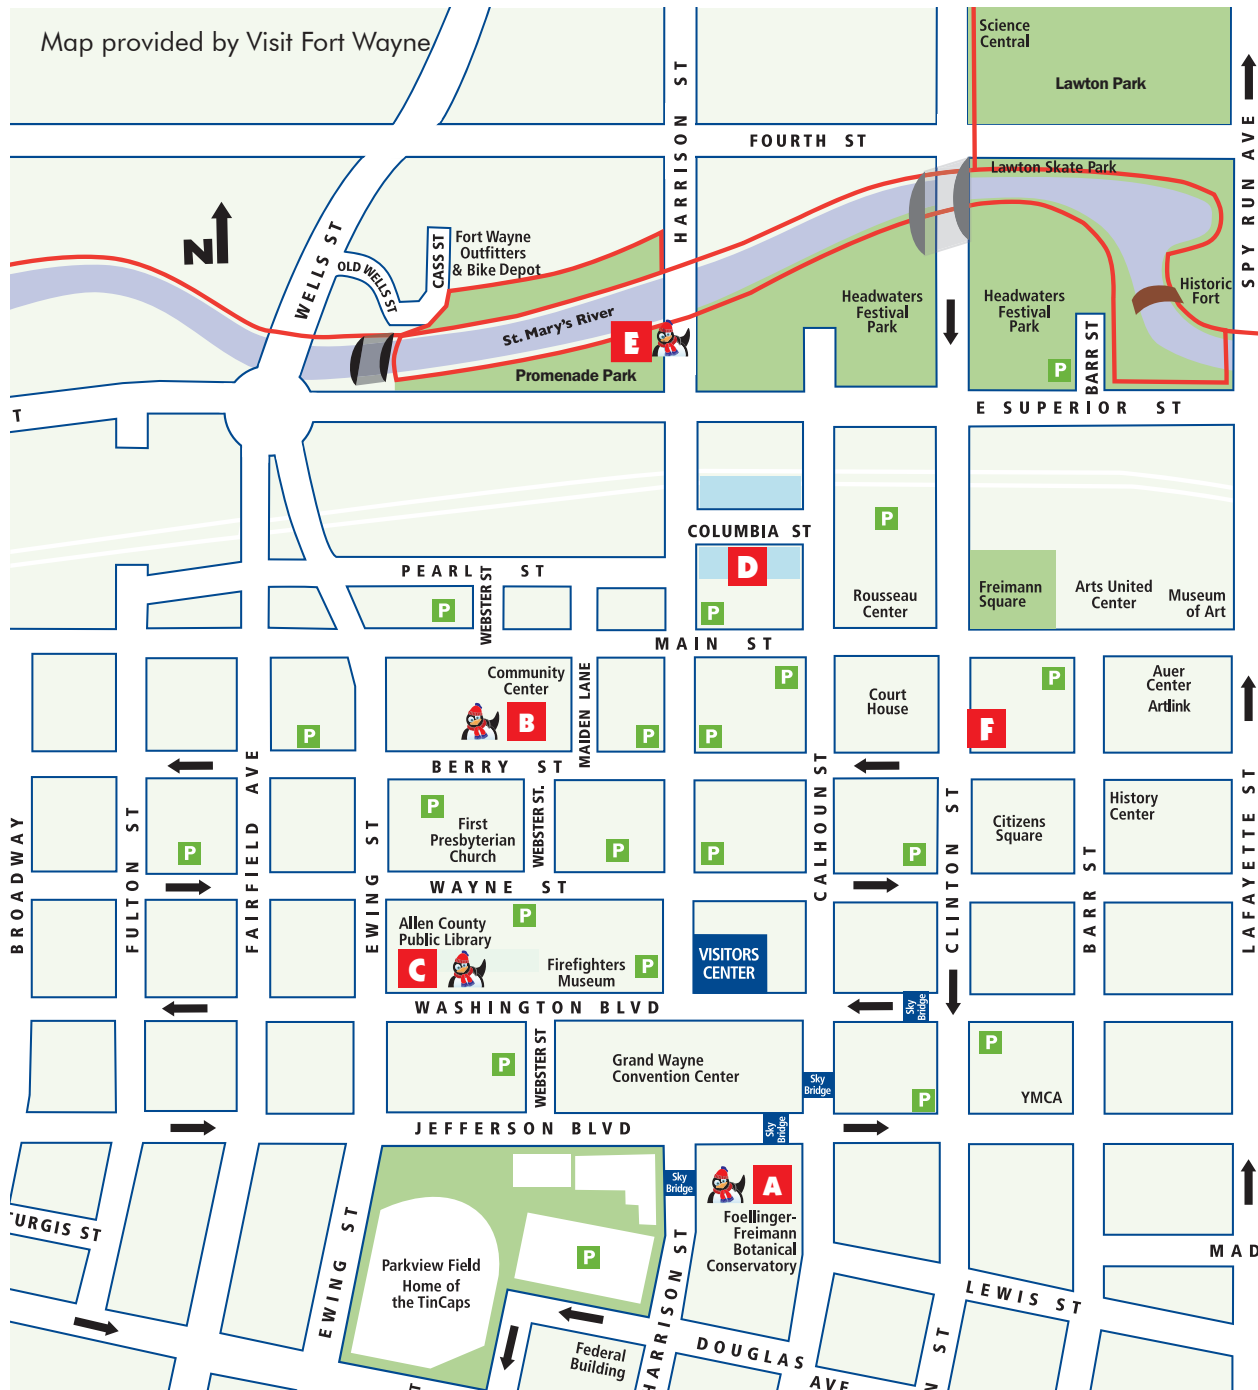 Map provided by Visit Fort Wayne
Science
Central
Lawton Park
HARRISON ST
FOURTH ST
SPY RUN AVE
Lawton Skate Park
N
WELLS ST
OLD WELLS ST
CASS ST
Fort Wayne
Outfitters
& Bike Depot
St. Mary's River
E
Promenade Park
Headwaters
Festival
Park
Headwaters
Festival
Park
Historic
Fort
P
BARR ST
T
E SUPERIOR ST
P
COLUMBIA ST
D
PEARL ST
WEBSTER ST
P
P
Rousseau
Center
Freimann
Square
Arts United
Center
Museum
of Art
MAIN ST
Community
Center
B
MAIDEN LANE
P
P
P
P
Court
House
P
F
Auer
Center
Artlink
BERRY ST
BROADWAY
FULTON ST
FAIRFIELD AVE
EWING ST
P
P
First
Presbyterian
Church
WEBSTER ST.
P
P
CALHOUN ST
P
CLINTON ST
Citizens
Square
BARR ST
History
Center
LAFAYETTE ST
WAYNE ST
Allen County
Public Library
C
P
Firefighters
Museum
P
VISITORS
CENTER
WASHINGTON BLVD
Sky
Bridge
P
WEBSTER ST
Grand Wayne
Convention Center
Sky
Bridge
P
P
YMCA
JEFFERSON BLVD
Sky
Bridge
Sky
Bridge
A
Foellinger-
Freimann
Botanical
Conservatory
TURGIS ST
EWING ST
Parkview Field
Home of
the TinCaps
P
HARRISON ST
MAD
LEWIS ST
Federal
Building
DOUGLAS AVE
N ST
T